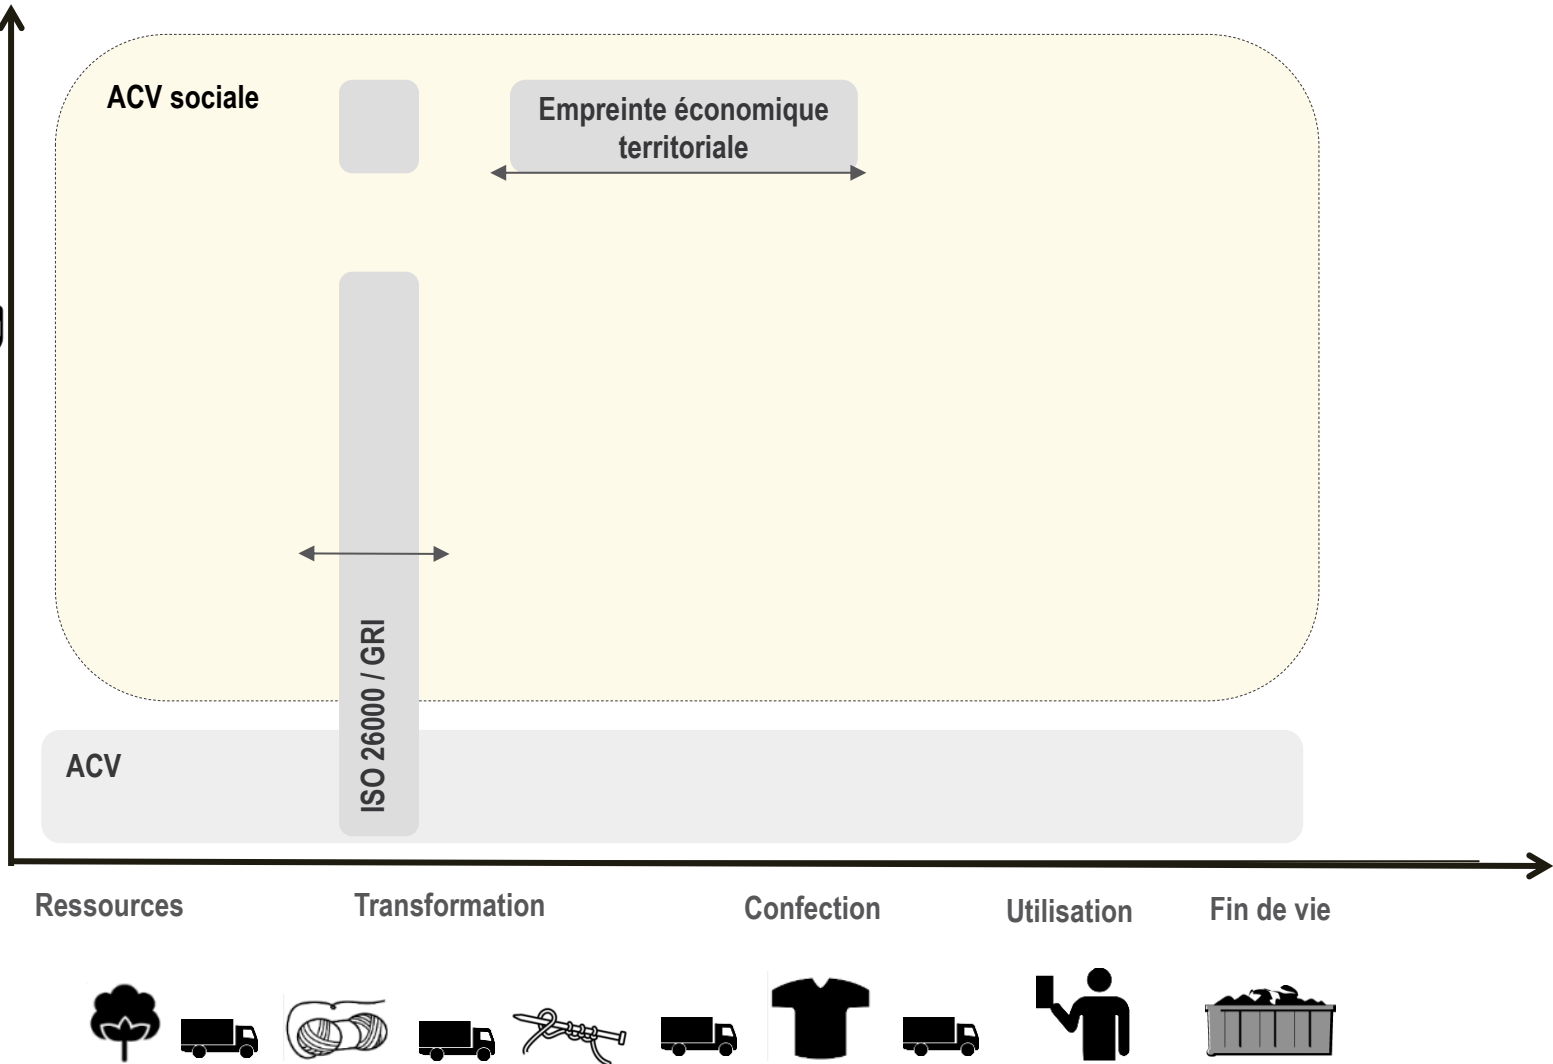 ACV sociale
Empreinte économique
territoriale
ISO 26000 / GRI
ACV
Ressources
Transformation
Confection
Utilisation
Fin de vie